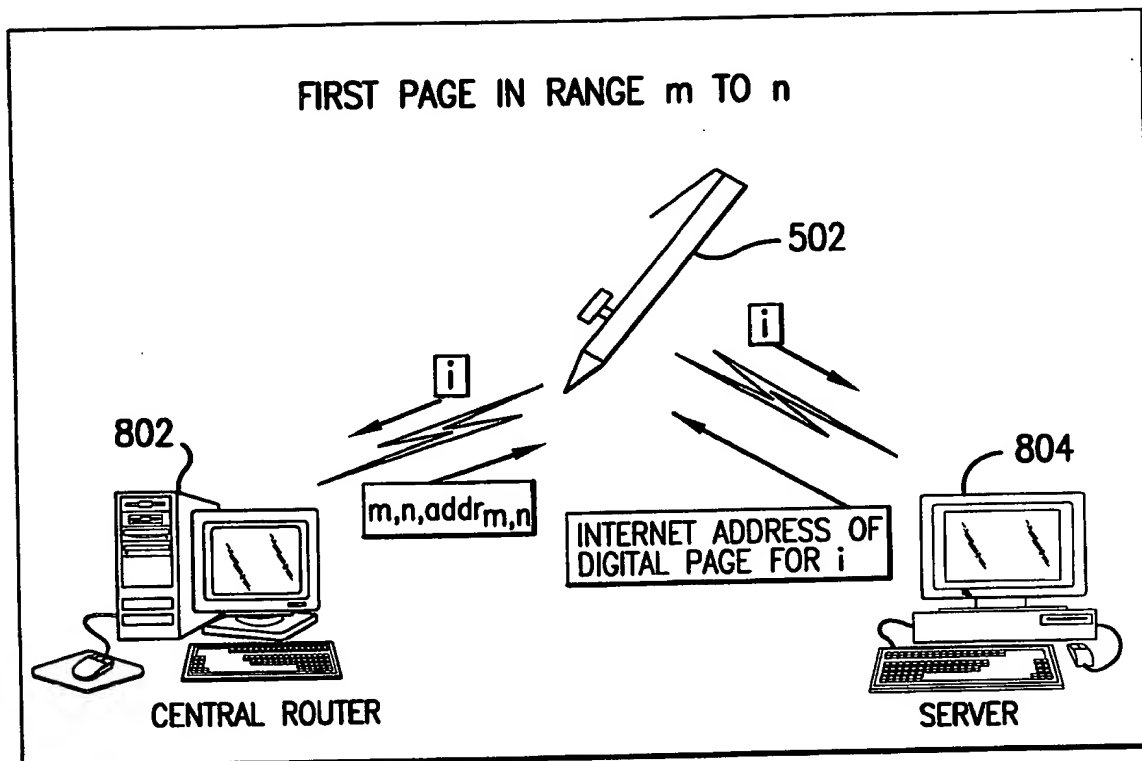 FIRST PAGE IN RANGE m TO n
502
i
i
802
804
m,n,addrm,n
INTERNET ADDRESS OF
DIGITAL PAGE FOR i
CENTRAL ROUTER
SERVER